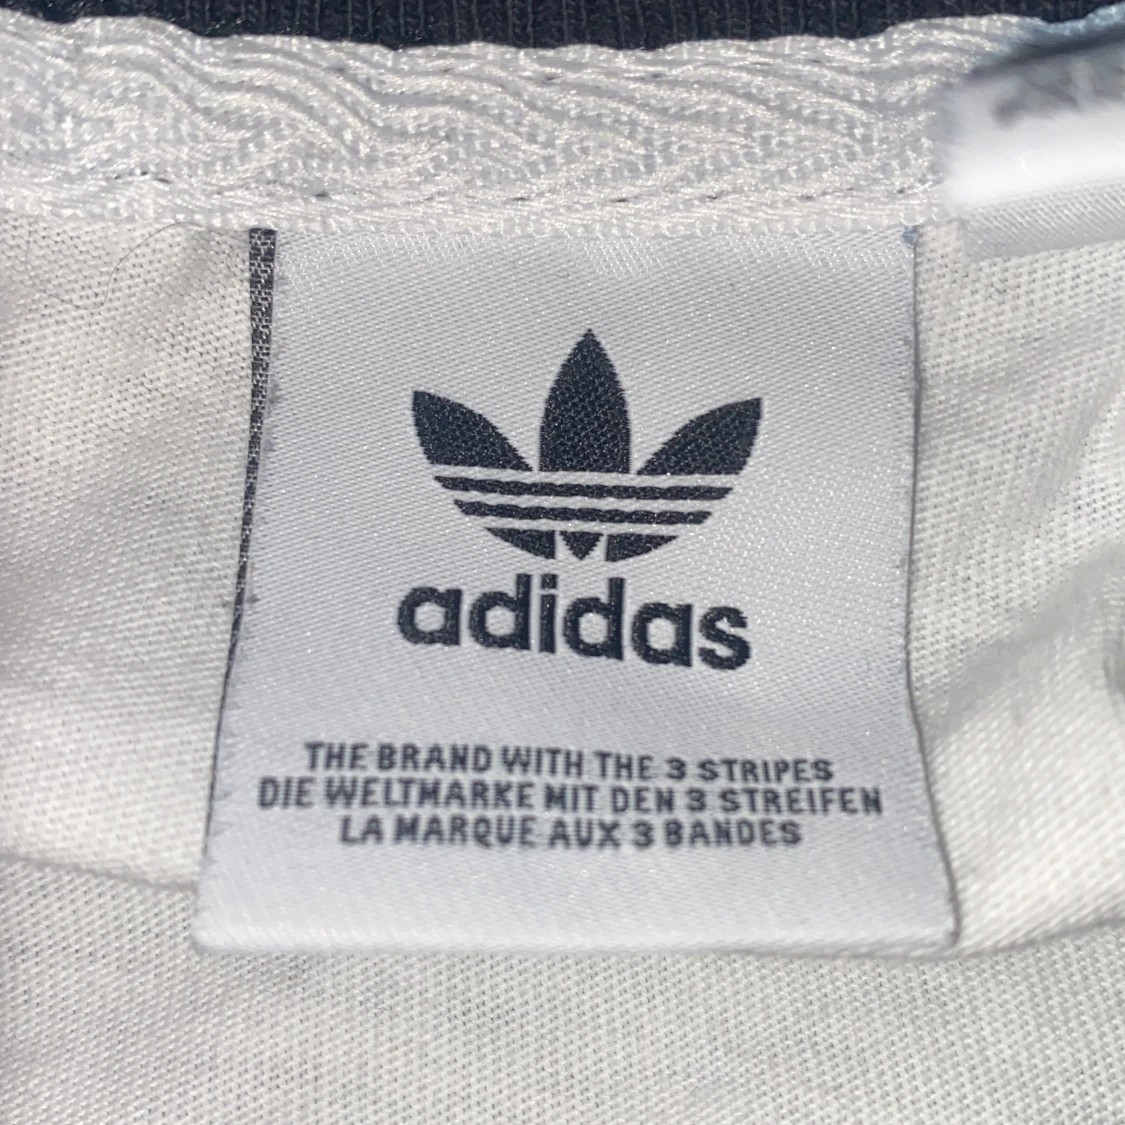 adidas
THE BRAND WITH THE 3 STRIPES
DIE WELTMARKE MIT DEN 3 STREIFEN
LA MARQUE AUX 3 BANDES